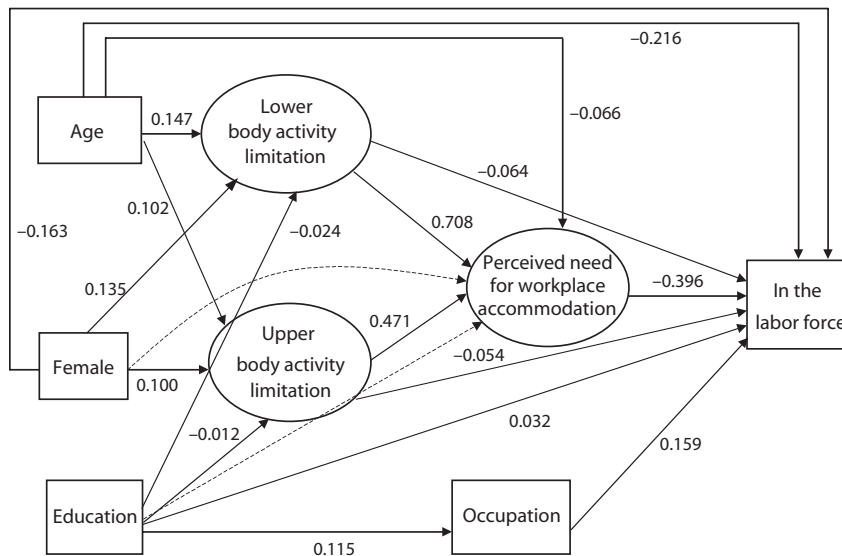 −0.216
Lower
body activity
limitation
Age
0.147
−0.066
−0.064
0.102
−0.163
−0.024
0.708
0.135
Perceived need
for workplace
accommodation
−0.396
In the
labor force
Upper
body activity
limitation
0.471
Female
0.100
−0.054
−0.012
0.032
0.159
Education
Occupation
0.115